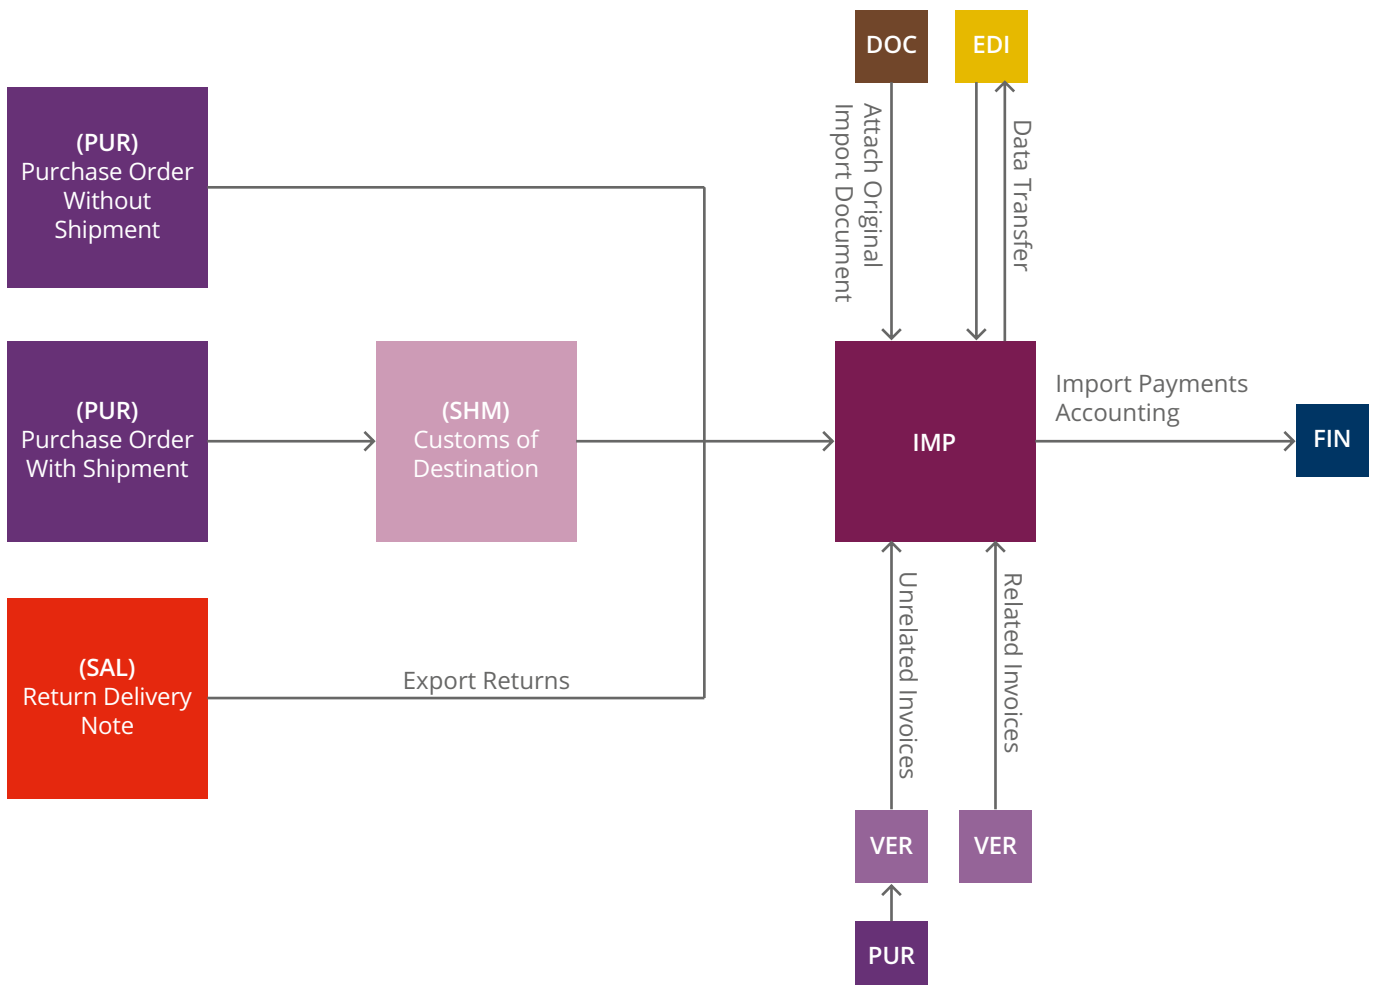 DOC
EDI
(PUR)
Purchase Order
Without
Shipment
Attach Original
Import Document
Data Transfer
(PUR)
Purchase Order
With Shipment
(SHM)
Customs of
Destination
IMP
Import Payments
Accounting
FIN
(SAL)
Return Delivery
Note
Export Returns
Unrelated Invoices
Related Invoices
VER
VER
PUR